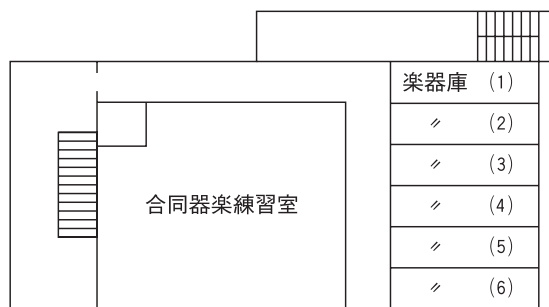 楽器庫 (1)
〃 (2)
〃 (3)
〃 (4)
〃 (5)
〃 (6)
合同器楽練習室